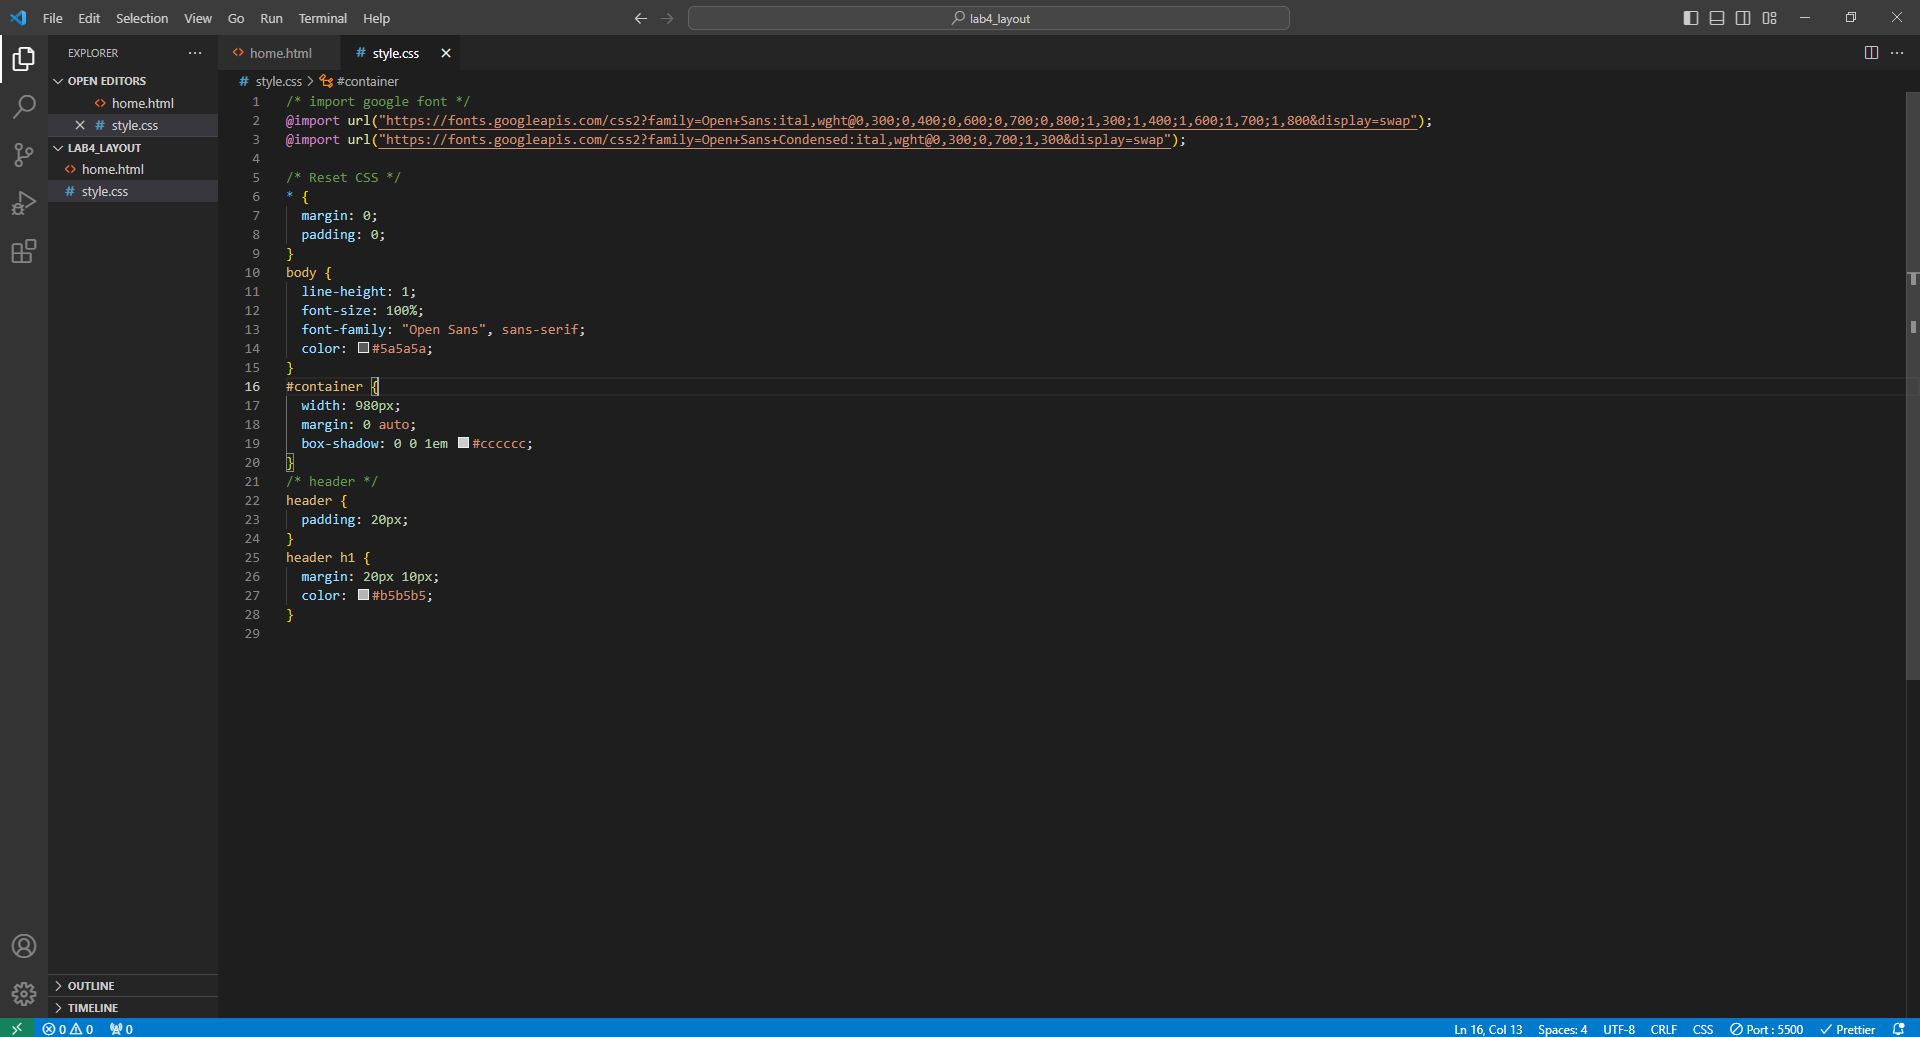 File Edit Selection View Go Run Terminal Help
lab4_layout
EXPLORER
OPEN EDITORS
home.html
style.css
LAB4_LAYOUT
home.html
style.css
OUTLINE
TIMELINE
home.html
style.css
style.css > #container
1 /* import google font */
2 @import url("https://fonts.googleapis.com/css2?family=Open+Sans:ital,wght@0,300;0,400;0,600;0,700;0,800;1,300;1,400;1,600;1,700;1,800&display=swap");
3 @import url("https://fonts.googleapis.com/css2?family=Open+Sans+Condensed:ital,wght@0,300;0,700;1,300&display=swap");
4
5 /* Reset CSS */
6 * {
7 margin: 0;
8 padding: 0;
9 }
10 body {
11 line-height: 1;
12 font-size: 100%;
13 font-family: "Open Sans", sans-serif;
14 color: #5a5a5a;
15 }
16 #container {
17 width: 980px;
18 margin: 0 auto;
19 box-shadow: 0 0 1em #cccccc;
20 }
21 /* header */
22 header {
23 padding: 20px;
24 }
25 header h1 {
26 margin: 20px 10px;
27 color: #b5b5b5;
28 }
29
0 0 0 Ln 16, Col 13 Spaces: 4 UTF-8 CRLF CSS Port : 5500 Prettier